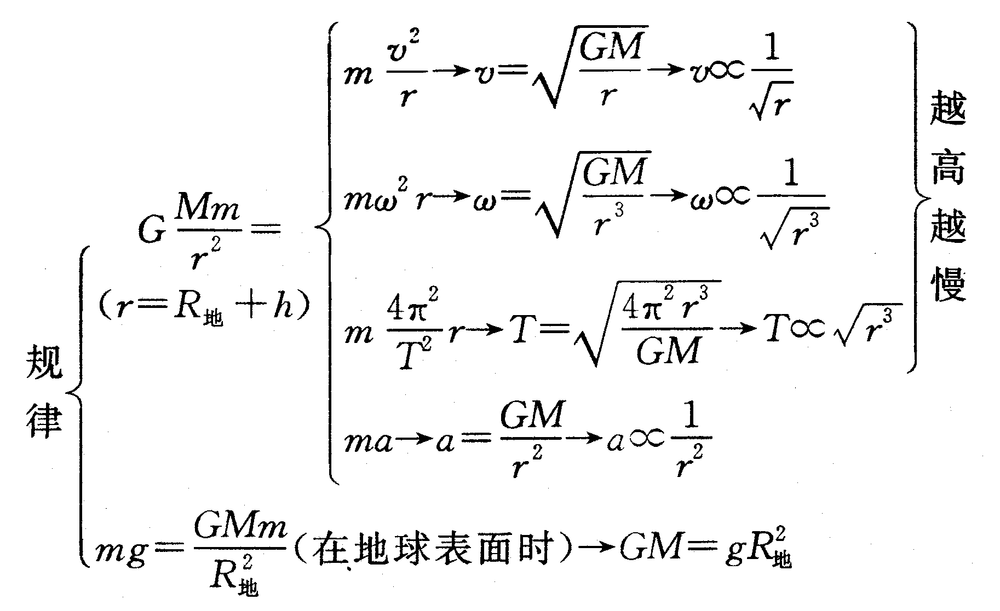 规律
G Mm/r² =
(r=R地+h)
m v²/r→v=√(GM/r)→v∝1/√r
mω²r→ω=√(GM/r³)→ω∝1/√r³
m 4π²/T² r→T=√(4π²r³/GM)→T∝√r³
ma→a=GM/r²→a∝1/r²
越高越慢
mg=GMm/R地²(在地球表面时)→GM=gR地²